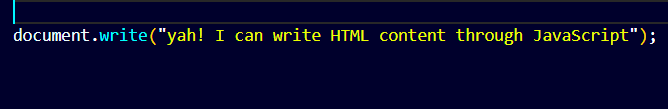 document.write("yah! I can write HTML content through JavaScript");